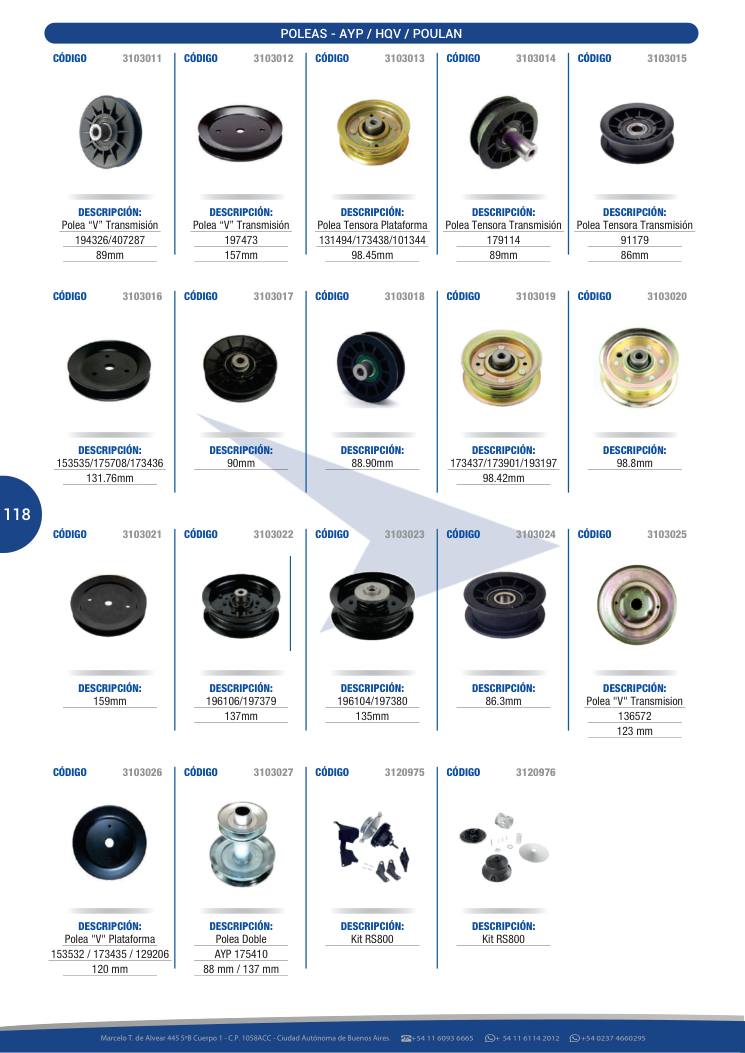 POLEAS - AYP / HQV / POULAN
CÓDIGO 3103011
DESCRIPCIÓN:
Polea “V” Transmisión
194326/407287
89mm
CÓDIGO 3103012
DESCRIPCIÓN:
Polea “V” Transmisión
197473
157mm
CÓDIGO 3103013
DESCRIPCIÓN:
Polea Tensora Plataforma
131494/173438/101344
98.45mm
CÓDIGO 3103014
DESCRIPCIÓN:
Polea Tensora Transmisión
179114
89mm
CÓDIGO 3103015
DESCRIPCIÓN:
Polea Tensora Transmisión
91179
86mm
CÓDIGO 3103016
DESCRIPCIÓN:
153535/175708/173436
131.76mm
CÓDIGO 3103017
DESCRIPCIÓN:
90mm
CÓDIGO 3103018
DESCRIPCIÓN:
88.90mm
CÓDIGO 3103019
DESCRIPCIÓN:
173437/173901/193197
98.42mm
CÓDIGO 3103020
DESCRIPCIÓN:
98.8mm
118
CÓDIGO 3103021
DESCRIPCIÓN:
159mm
CÓDIGO 3103022
DESCRIPCIÓN:
196106/197379
137mm
CÓDIGO 3103023
DESCRIPCIÓN:
196104/197380
135mm
CÓDIGO 3103024
DESCRIPCIÓN:
86.3mm
CÓDIGO 3103025
DESCRIPCIÓN:
Polea "V" Transmision
136572
123 mm
CÓDIGO 3103026
DESCRIPCIÓN:
Polea "V" Plataforma
153532 / 173435 / 129206
120 mm
CÓDIGO 3103027
DESCRIPCIÓN:
Polea Doble
AYP 175410
88 mm / 137 mm
CÓDIGO 3120975
DESCRIPCIÓN:
Kit RS800
CÓDIGO 3120976
DESCRIPCIÓN:
Kit RS800
Marcelo T. de Alvear 445 5ºB Cuerpo 1 - C.P. 1058ACC - Ciudad Autónoma de Buenos Aires. +54 11 6093 6665 + 54 11 6114 2012 +54 0237 4660295